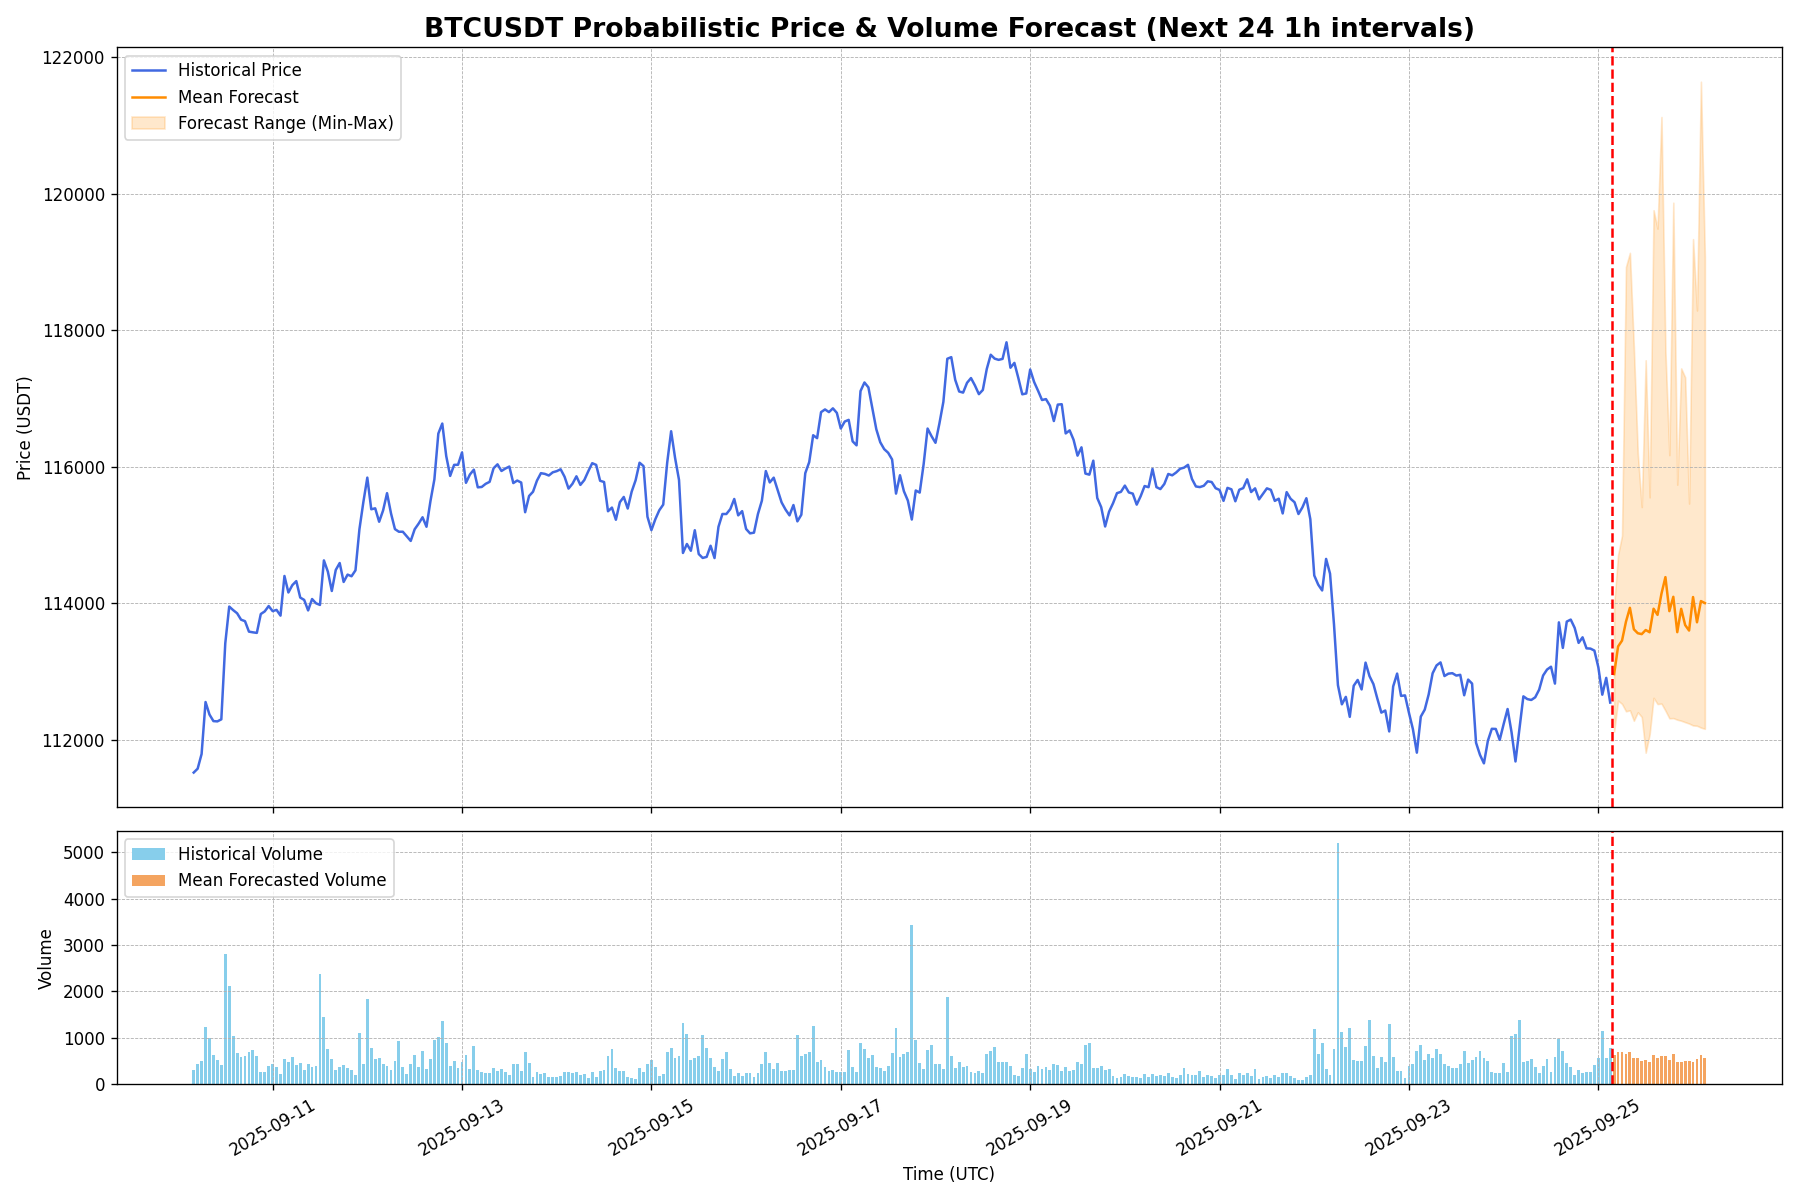 BTCUSDT Probabilistic Price & Volume Forecast (Next 24 1h intervals)
Historical Price
Mean Forecast
Forecast Range (Min-Max)
122000
120000
118000
116000
114000
112000
Price (USDT)
Historical Volume
Mean Forecasted Volume
5000
4000
3000
2000
1000
0
Volume
2025-09-11
2025-09-13
2025-09-15
2025-09-17
2025-09-19
2025-09-21
2025-09-23
2025-09-25
Time (UTC)